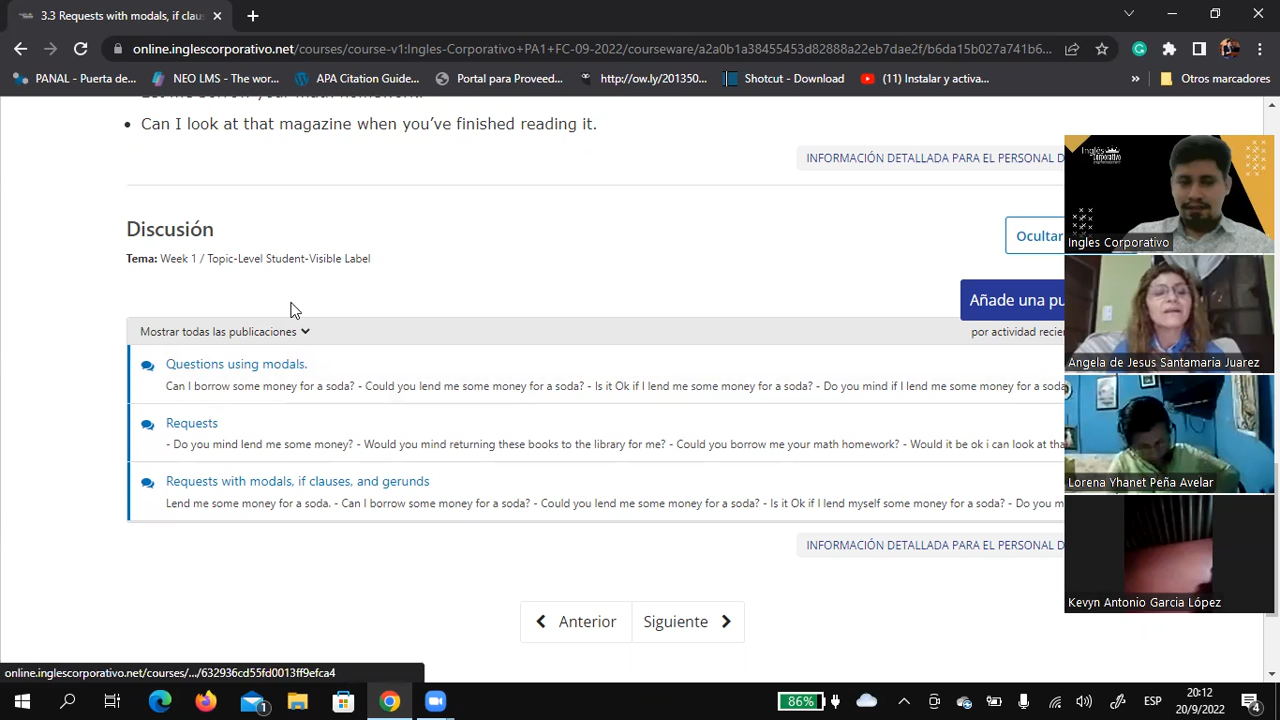 3.3 Requests with modals, if clau
online.inglescorporativo.net/courses/course-v1:Ingles-Corporativo+PA1+FC-09-2022/courseware/a2a0b1a38455453d82888a22eb7dae2f/b6da15b027a741b6...
PANAL - Puerta de... NEO LMS - The wor... APA Citation Guide... Portal para Proveed... http://ow.ly/201350... Shotcut - Download (11) Instalar y activa... » Otros marcadores
Let me borrow your math homework.
• Can I look at that magazine when you've finished reading it.
INFORMACIÓN DETALLADA PARA EL PERSONAL D
Discusión
Ocultar
Tema: Week 1 / Topic-Level Student-Visible Label
Añade una pu
Mostrar todas las publicaciones
por actividad recien
Questions using modals.
Can I borrow some money for a soda? - Could you lend me some money for a soda? - Is it Ok if I lend me some money for a soda? - Do you mind if I lend me some money for a soda
Requests
- Do you mind lend me some money? - Would you mind returning these books to the library for me? - Could you borrow me your math homework? - Would it be ok i can look at tha
Requests with modals, if clauses, and gerunds
Lend me some money for a soda. - Can I borrow some money for a soda? - Could you lend me some money for a soda? - Is it Ok if I lend myself some money for a soda? - Do you m
INFORMACIÓN DETALLADA PARA EL PERSONAL D
Anterior Siguiente
Inglés Corporativo
Ingles Corporativo
Angela de Jesus Santamaria Juarez
Lorena Yhanet Peña Avelar
Kevyn Antonio Garcia López
online.inglescorporativo.net/courses/.../632936cd55fd0013ff9efca4
1
86%
ESP
20:12
20/9/2022
4